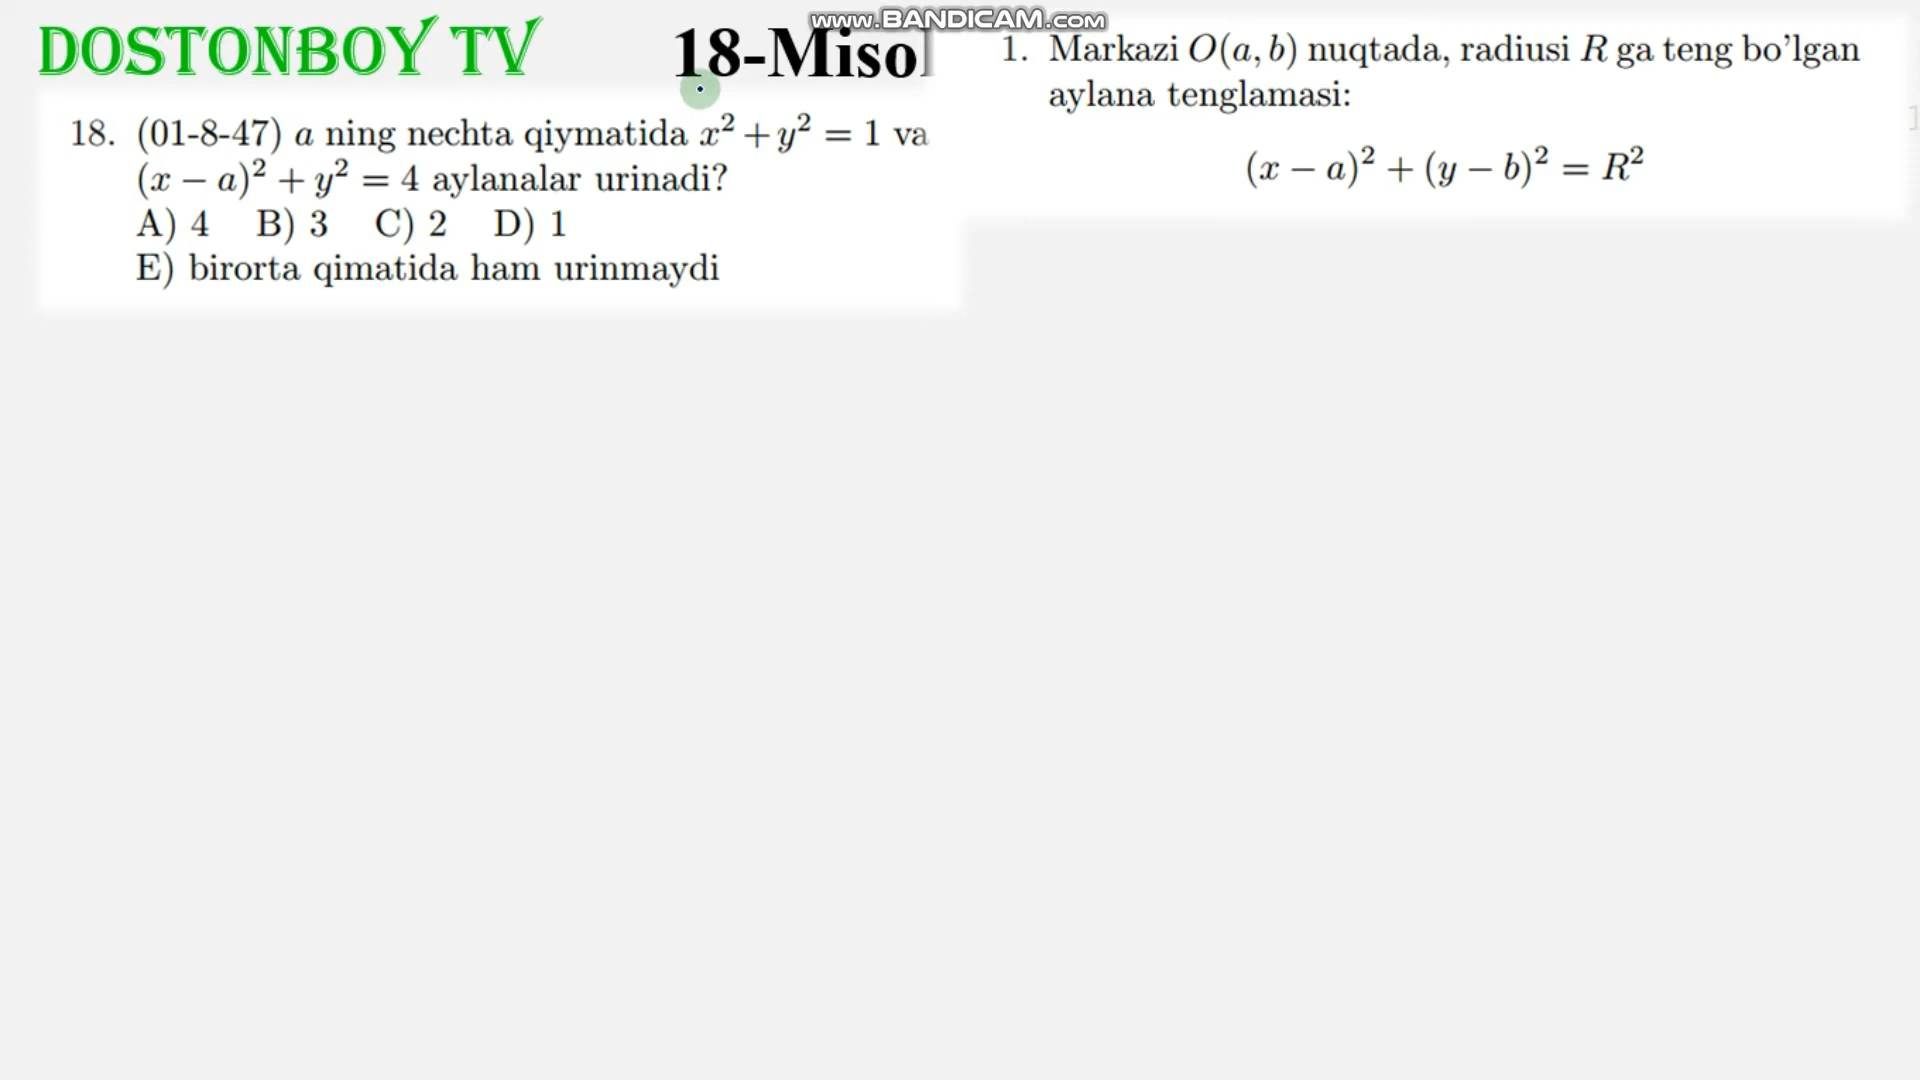 www.BANDICAM.com
DOSTONBOY TV
18-Misol
18. (01-8-47) a ning nechta qiymatida x² + y² = 1 va
(x − a)² + y² = 4 aylanalar urinadi?
A) 4 B) 3 C) 2 D) 1
E) birorta qimatida ham urinmaydi
1. Markazi O(a, b) nuqtada, radiusi R ga teng bo’lgan
aylana tenglamasi:
(x − a)² + (y − b)² = R²